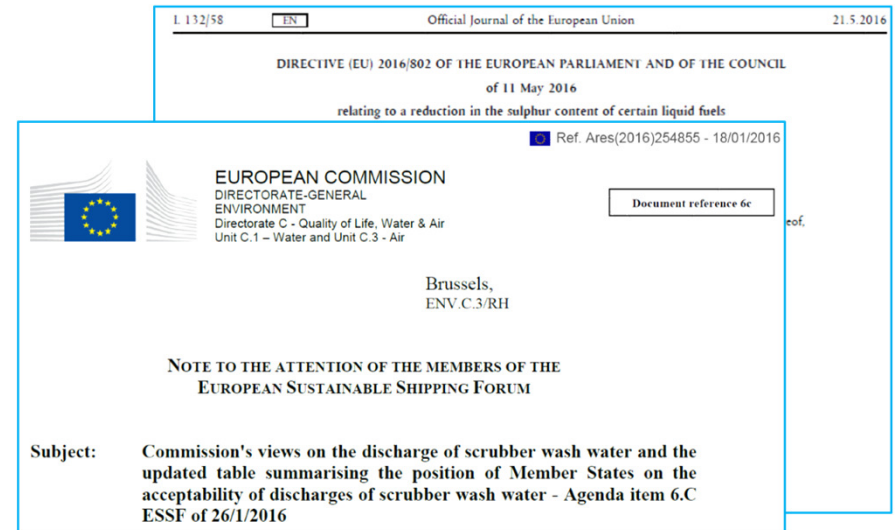 L 132/58 EN Official Journal of the European Union 21.5.2016
DIRECTIVE (EU) 2016/802 OF THE EUROPEAN PARLIAMENT AND OF THE COUNCIL
of 11 May 2016
relating to a reduction in the sulphur content of certain liquid fuels
Ref. Ares(2016)254855 - 18/01/2016
EUROPEAN COMMISSION
DIRECTORATE-GENERAL
ENVIRONMENT
Directorate C - Quality of Life, Water & Air
Unit C.1 – Water and Unit C.3 - Air
Document reference 6c
eof,
Brussels,
ENV.C.3/RH
NOTE TO THE ATTENTION OF THE MEMBERS OF THE
EUROPEAN SUSTAINABLE SHIPPING FORUM
Subject: Commission's views on the discharge of scrubber wash water and the
updated table summarising the position of Member States on the
acceptability of discharges of scrubber wash water - Agenda item 6.C
ESSF of 26/1/2016